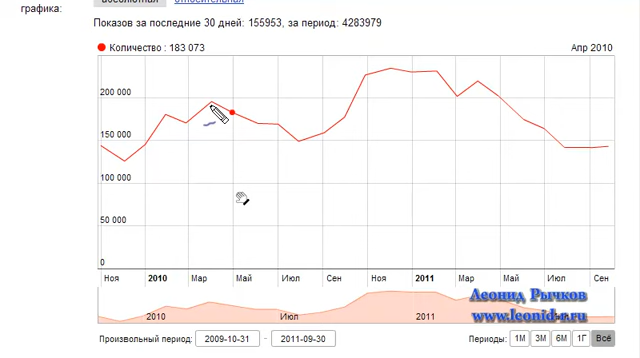 абсолютная относительная
графика:
Показов за последние 30 дней: 155953, за период: 4283979
Количество : 183 073
Апр 2010
200 000
150 000
100 000
50 000
0
Ноя 2010 Мар Май Июл Сен Ноя 2011 Мар Май Июл Сен
2010 Июл 2011
Леонид Рычков
www.leonid-r.ru
Произвольный период: 2009-10-31 - 2011-09-30 Периоды: 1М 3М 6М 1Г Всё